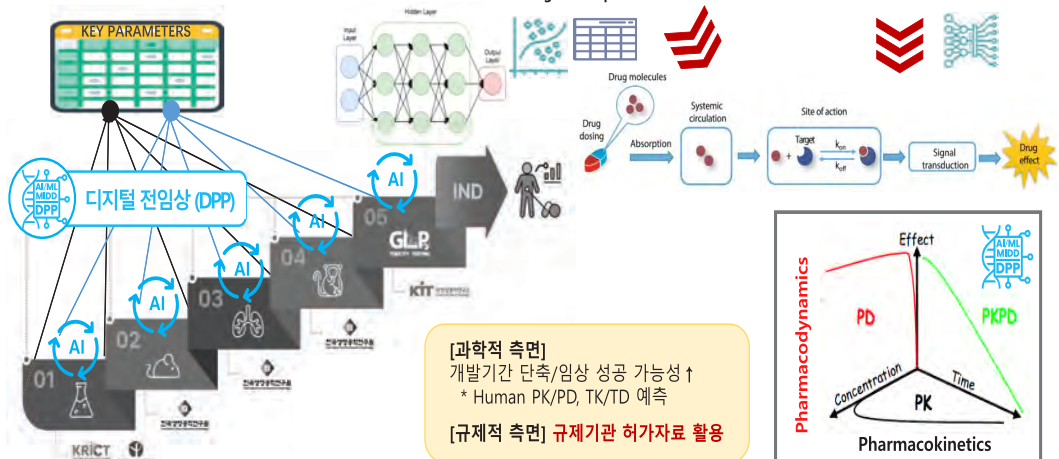 KEY PARAMETERS
Hidden Layer
Input
Layer
Output
Layer
Drug molecules
Drug
dosing
Absorption
Systemic
circulation
Site of action
Target
+
kon
koff
Signal
transduction
Drug
effect
AI/ML
MIDD
DPP
디지털 전임상 (DPP)
AI
AI
AI
AI
AI
01
02
03
04
05
IND
GLP
KIT
KRICT
[과학적 측면]
개발기간 단축/임상 성공 가능성↑
* Human PK/PD, TK/TD 예측
[규제적 측면] 규제기관 허가자료 활용
Effect
AI/ML
MIDD
DPP
Pharmacodynamics
PD
PKPD
Concentration
Time
PK
Pharmacokinetics